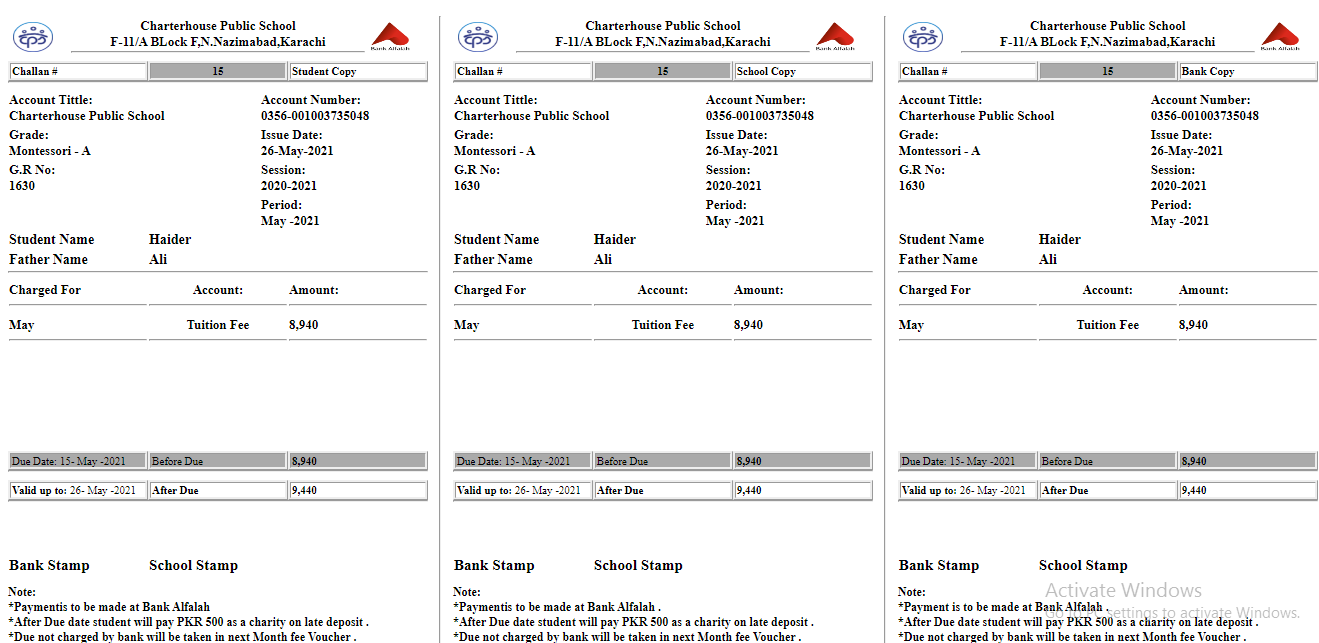 Charterhouse Public School
F-11/A BLock F,N.Nazimabad,Karachi
cps
Bank Alfalah
Challan # 15 Student Copy
Account Tittle: Account Number:
Charterhouse Public School 0356-001003735048
Grade: Issue Date:
Montessori - A 26-May-2021
G.R No: Session:
1630 2020-2021
Period:
May -2021
Student Name Haider
Father Name Ali
Charged For Account: Amount:
May Tuition Fee 8,940
Due Date: 15- May -2021 Before Due 8,940
Valid up to: 26- May -2021 After Due 9,440
Bank Stamp School Stamp
Note:
*Paymentis to be made at Bank Alfalah
*After Due date student will pay PKR 500 as a charity on late deposit .
*Due not charged by bank will be taken in next Month fee Voucher .
Charterhouse Public School
F-11/A BLock F,N.Nazimabad,Karachi
cps
Bank Alfalah
Challan # 15 School Copy
Account Tittle: Account Number:
Charterhouse Public School 0356-001003735048
Grade: Issue Date:
Montessori - A 26-May-2021
G.R No: Session:
1630 2020-2021
Period:
May -2021
Student Name Haider
Father Name Ali
Charged For Account: Amount:
May Tuition Fee 8,940
Due Date: 15- May -2021 Before Due 8,940
Valid up to: 26- May -2021 After Due 9,440
Bank Stamp School Stamp
Note:
*Paymentis to be made at Bank Alfalah .
*After Due date student will pay PKR 500 as a charity on late deposit .
*Due not charged by bank will be taken in next Month fee Voucher .
Charterhouse Public School
F-11/A BLock F,N.Nazimabad,Karachi
cps
Bank Alfalah
Challan # 15 Bank Copy
Account Tittle: Account Number:
Charterhouse Public School 0356-001003735048
Grade: Issue Date:
Montessori - A 26-May-2021
G.R No: Session:
1630 2020-2021
Period:
May -2021
Student Name Haider
Father Name Ali
Charged For Account: Amount:
May Tuition Fee 8,940
Due Date: 15- May -2021 Before Due 8,940
Valid up to: 26- May -2021 After Due 9,440
Bank Stamp School Stamp
Note:
*Payment is to be made at Bank Alfalah .
*After Due date student will pay PKR 500 as a charity on late deposit .
*Due not charged by bank will be taken in next Month fee Voucher .
Activate Windows
Go to PC settings to activate Windows.